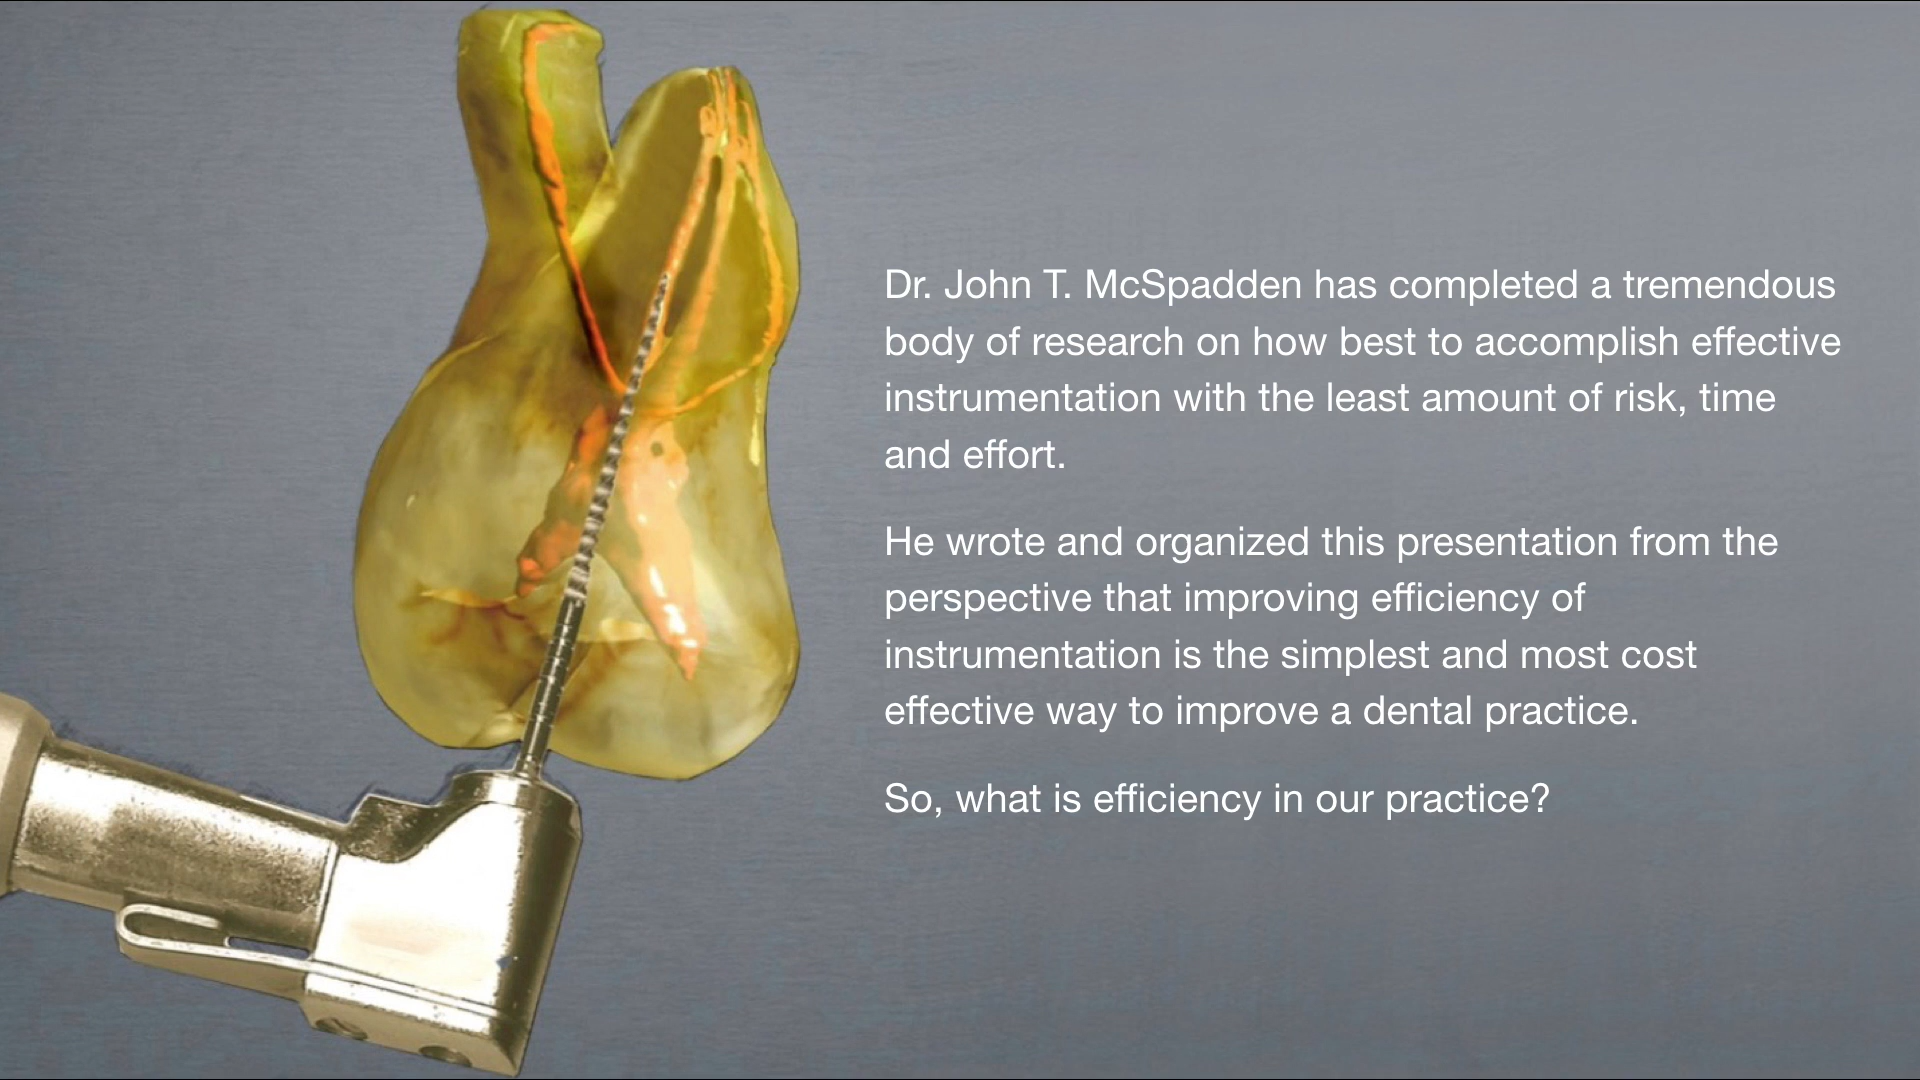 Dr. John T. McSpadden has completed a tremendous
body of research on how best to accomplish effective
instrumentation with the least amount of risk, time
and effort.
He wrote and organized this presentation from the
perspective that improving efficiency of
instrumentation is the simplest and most cost
effective way to improve a dental practice.
So, what is efficiency in our practice?